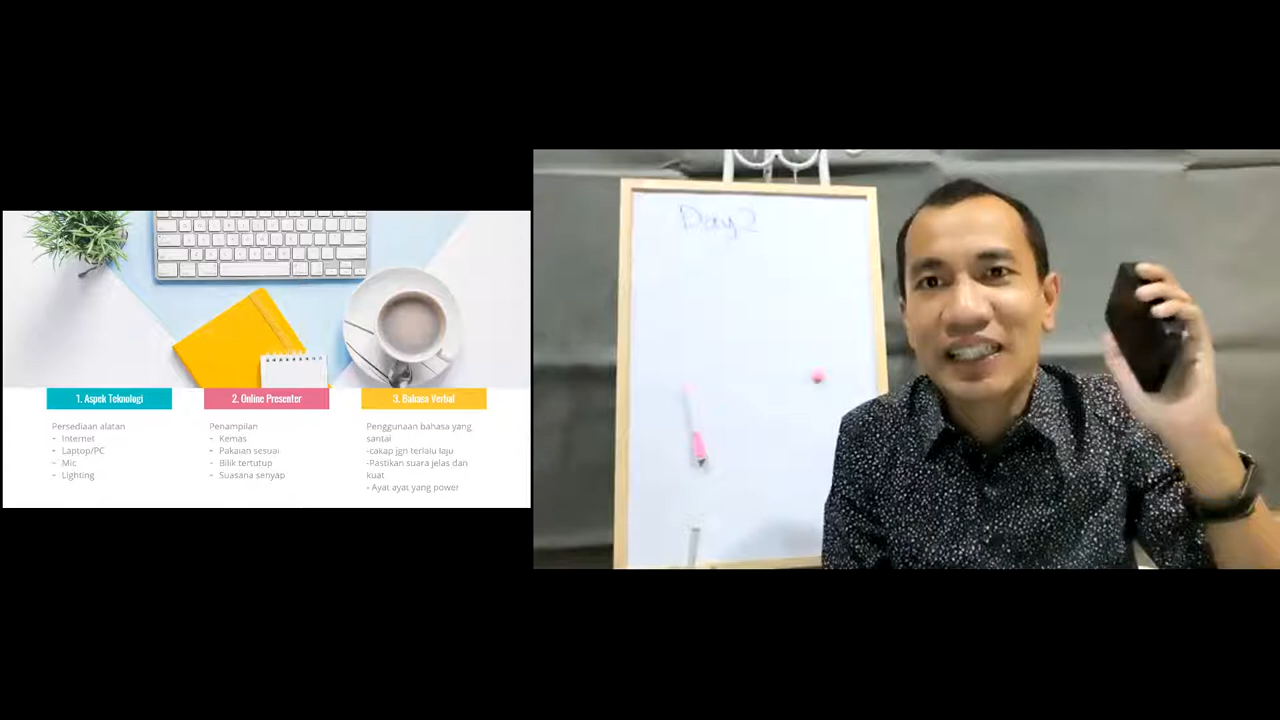 1. Aspek Teknologi
Persediaan alatan
- Internet
- Laptop/PC
- Mic
- Lighting
2. Online Presenter
Penampilan
- Kemas
- Pakaian sesuai
- Bilik tertutup
- Suasana senyap
3. Bahasa Verbal
Penggunaan bahasa yang
santai
-cakap jgn terlalu laju
-Pastikan suara jelas dan
kuat
- Ayat ayat yang power
Day 2